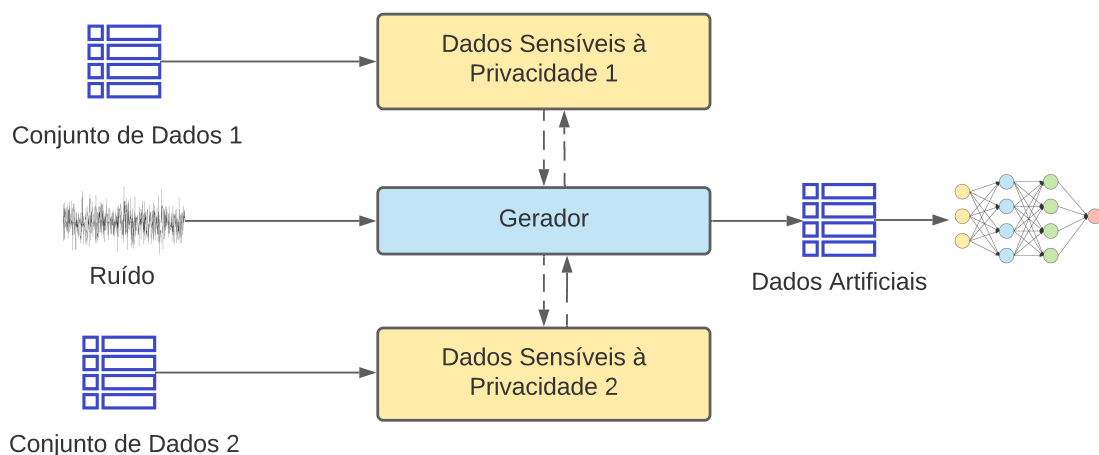 Dados Sensíveis à
Privacidade 1
Conjunto de Dados 1
Gerador
Ruído
Dados Artificiais
Dados Sensíveis à
Privacidade 2
Conjunto de Dados 2